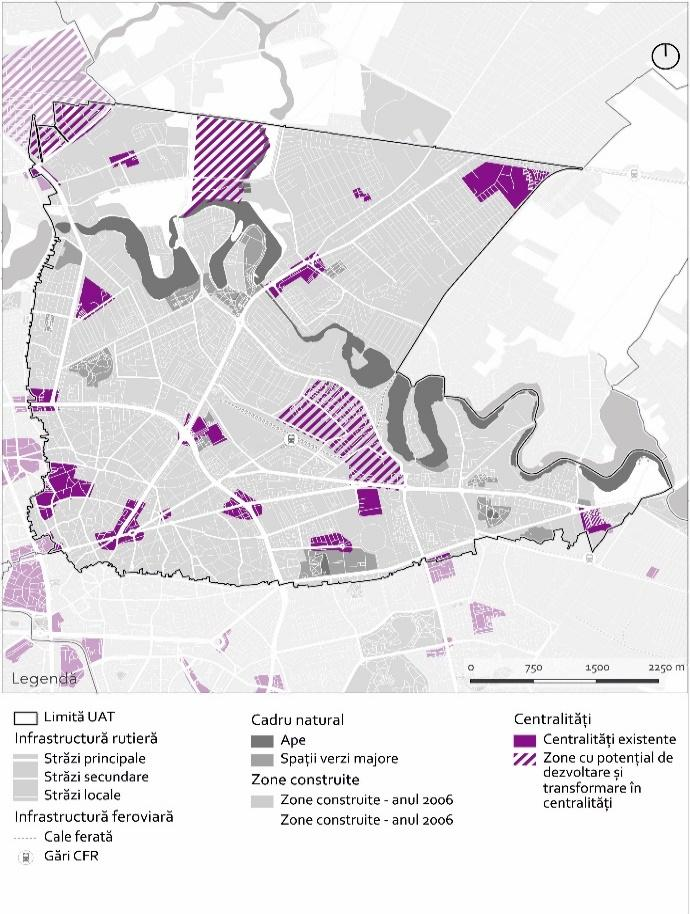 0 750 1500 2250 m
Legendă
Limită UAT
Infrastructură rutieră
Străzi principale
Străzi secundare
Străzi locale
Infrastructură feroviară
Cale ferată
Gări CFR
Cadru natural
Ape
Spații verzi majore
Zone construite
Zone construite - anul 2006
Zone construite - anul 2006
Centralități
Centralități existente
Zone cu potențial de
dezvoltare și
transformare în
centralități